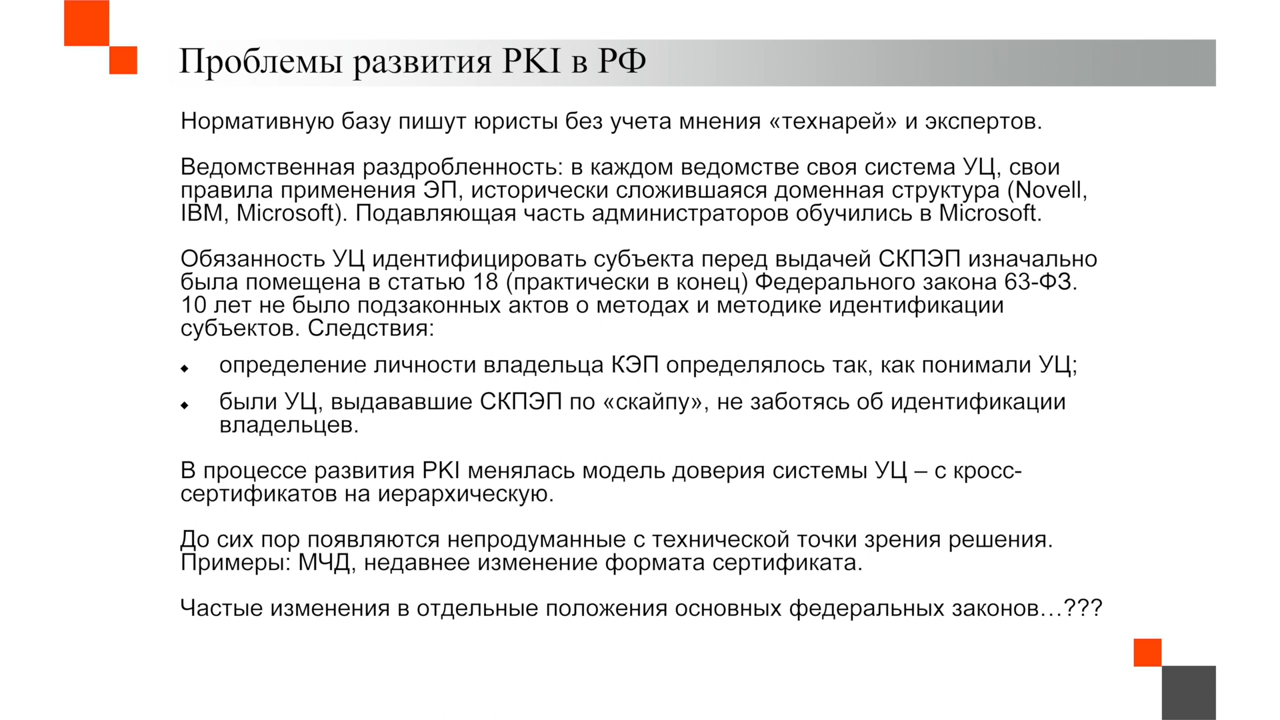 Проблемы развития PKI в РФ
Нормативную базу пишут юристы без учета мнения «технарей» и экспертов.
Ведомственная раздробленность: в каждом ведомстве своя система УЦ, свои
правила применения ЭП, исторически сложившаяся доменная структура (Novell,
IBM, Microsoft). Подавляющая часть администраторов обучились в Microsoft.
Обязанность УЦ идентифицировать субъекта перед выдачей СКПЭП изначально
была помещена в статью 18 (практически в конец) Федерального закона 63-ФЗ.
10 лет не было подзаконных актов о методах и методике идентификации
субъектов. Следствия:
⬥ определение личности владельца КЭП определялось так, как понимали УЦ;
⬥ были УЦ, выдававшие СКПЭП по «скайпу», не заботясь об идентификации
владельцев.
В процессе развития PKI менялась модель доверия системы УЦ – с кросс-
сертификатов на иерархическую.
До сих пор появляются непродуманные с технической точки зрения решения.
Примеры: МЧД, недавнее изменение формата сертификата.
Частые изменения в отдельные положения основных федеральных законов…???